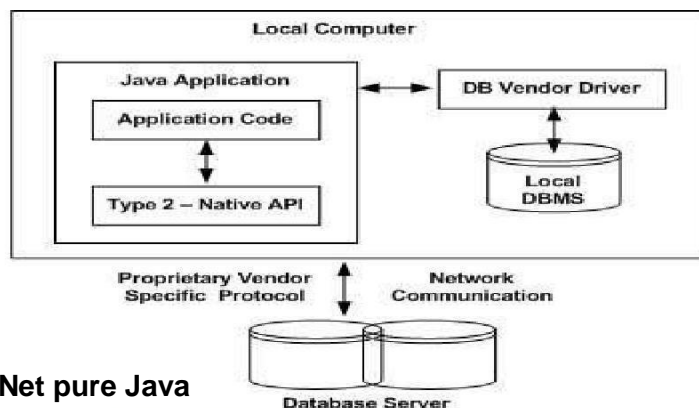 Local Computer
Java Application
Application Code
Type 2 – Native API
DB Vendor Driver
Local
DBMS
Proprietary Vendor
Specific Protocol
Network
Communication
Net pure Java
Database Server